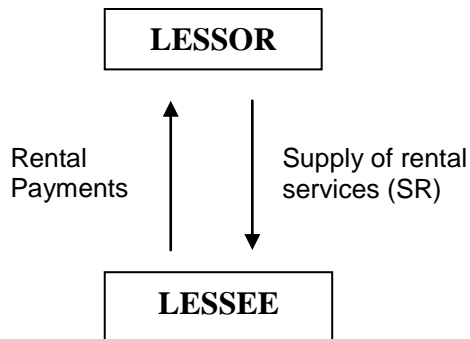 LESSOR
Rental
Payments
Supply of rental
services (SR)
LESSEE